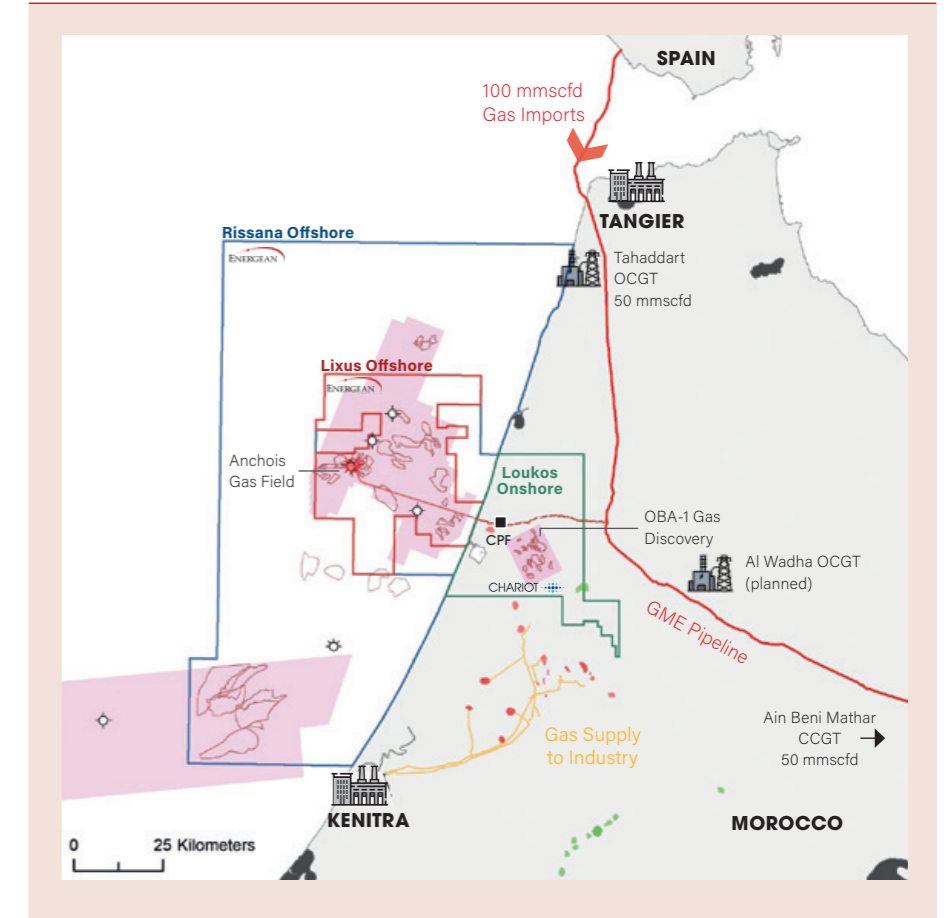 SPAIN
100 mmscfd
Gas Imports
TANGIER
Rissana Offshore
ENERGEAN
Tahaddart
OCGT
50 mmscfd
Lixus Offshore
ENERGEAN
Anchois
Gas Field
Loukos
Onshore
OBA-1 Gas
Discovery
CPF
Al Wadha OCGT
(planned)
CHARIOT
GME Pipeline
Ain Beni Mathar
CCGT
50 mmscfd
Gas Supply
to Industry
KENITRA
MOROCCO
0 25 Kilometers